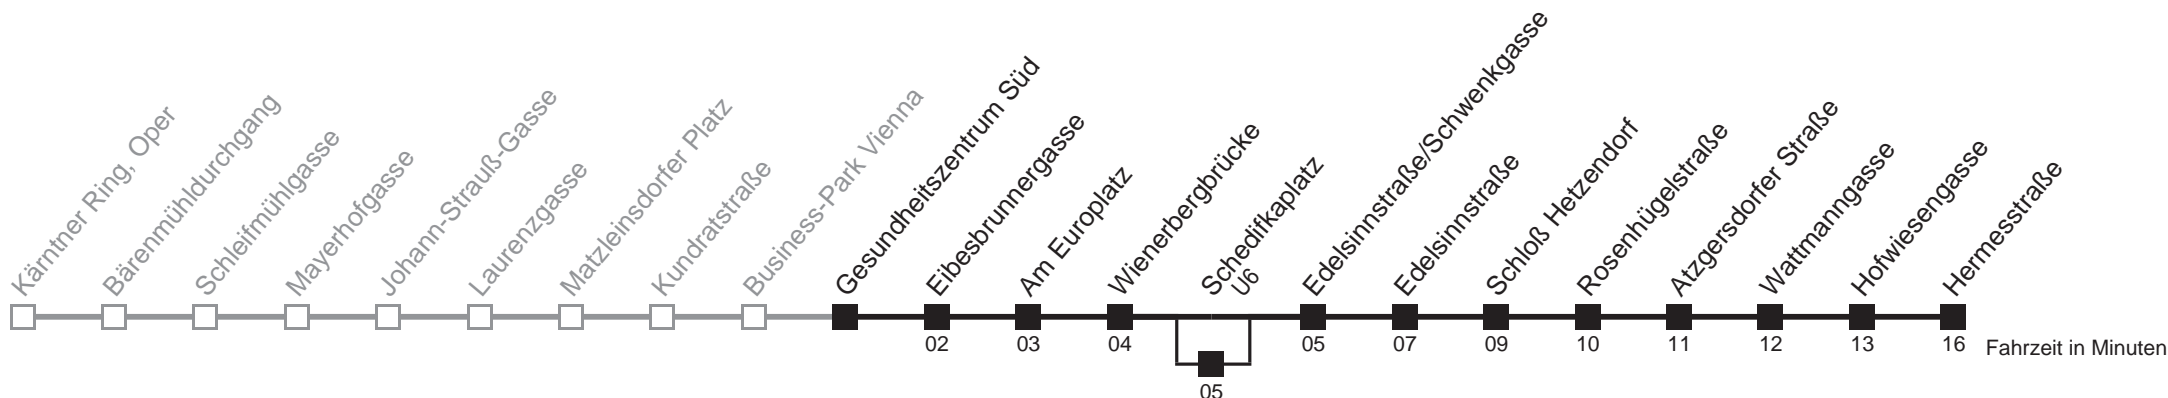 Kärntner Ring, Oper
Bärenmühldurchgang
Schleifmühlgasse
Mayerhofgasse
Johann-Strauß-Gasse
Laurenzgasse
Matzleinsdorfer Platz
Kundratstraße
Business-Park Vienna
Gesundheitszentrum Süd
Eibesbrunnergasse
Am Europlatz
Wienerbergbrücke
Schedifkaplatz
U6
Edelsinnstraße/Schwenkgasse
Edelsinnstraße
Schloß Hetzendorf
Rosenhügelstraße
Atzgersdorfer Straße
Wattmanngasse
Hofwiesengasse
Hermesstraße
02 03 04 05 07 09 10 11 12 13 16 Fahrzeit in Minuten
05